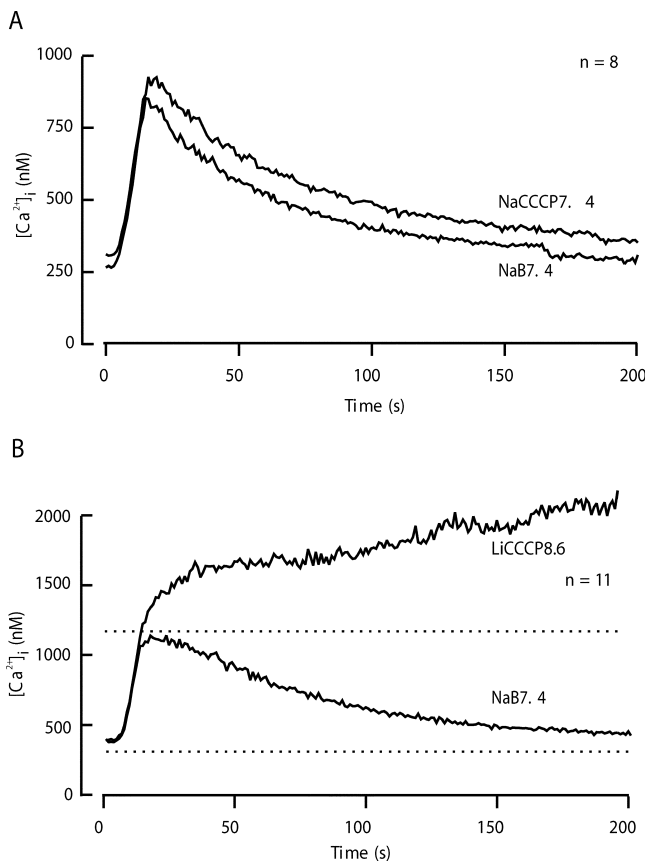 A
1000
n = 8
750
[Ca²⁺]i (nM)
500
NaCCCP7. 4
250
NaB7. 4
0
0 50 100 150 200
Time (s)
B
2000
LiCCCP8.6
1500
n = 11
[Ca²⁺]i (nM)
1000
NaB7. 4
500
0
0 50 100 150 200
Time (s)